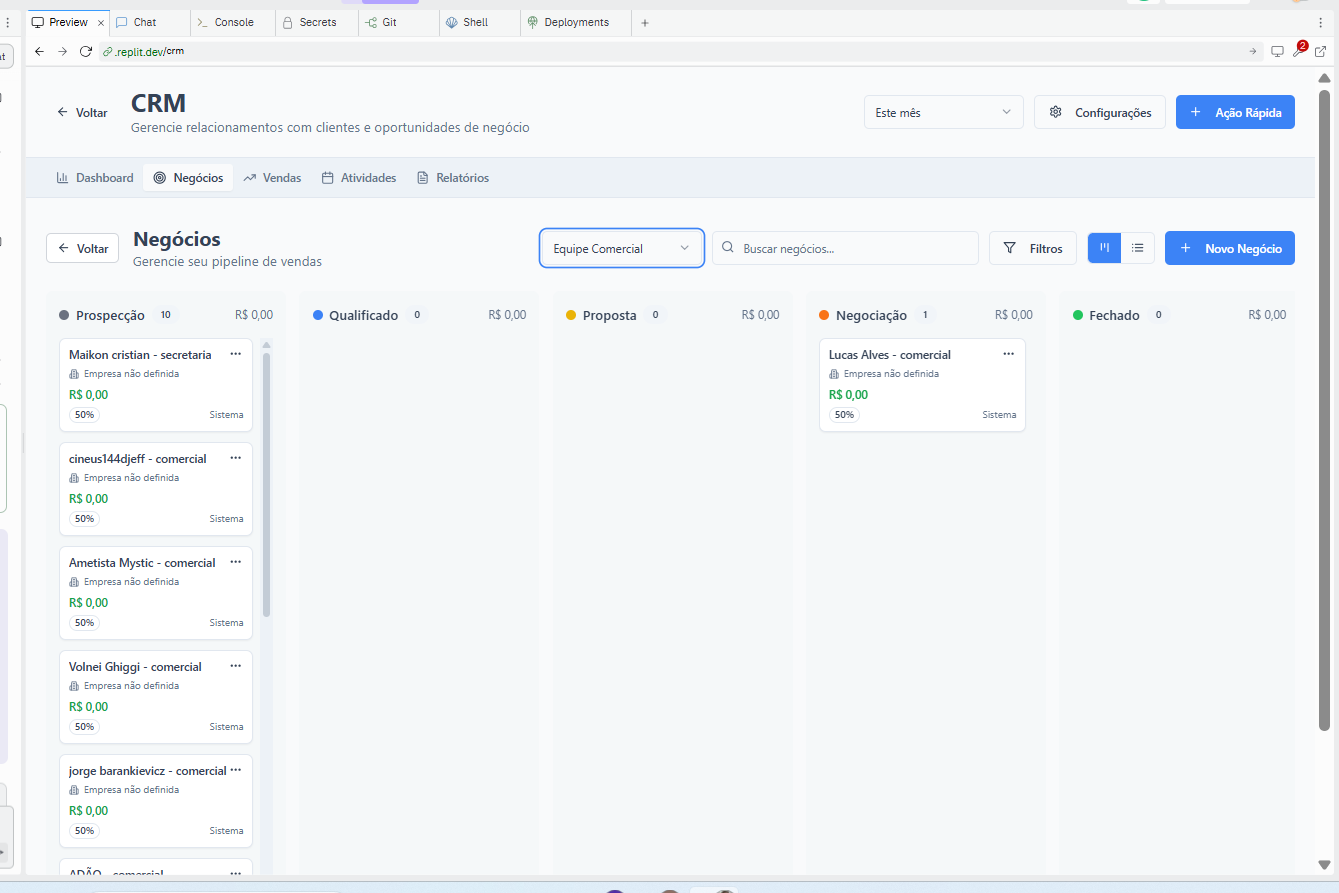 Preview
Chat
Console
Secrets
Git
Shell
Deployments
.replit.dev/crm
2
Voltar
CRM
Gerencie relacionamentos com clientes e oportunidades de negócio
Este mês
Configurações
Ação Rápida
Dashboard
Negócios
Vendas
Atividades
Relatórios
Voltar
Negócios
Gerencie seu pipeline de vendas
Equipe Comercial
Buscar negócios...
Filtros
Novo Negócio
Prospecção 10 R$ 0,00
Qualificado 0 R$ 0,00
Proposta 0 R$ 0,00
Negociação 1 R$ 0,00
Fechado 0 R$ 0,00
Maikon cristian - secretaria
Empresa não definida
R$ 0,00
50% Sistema
cineus144djeff - comercial
Empresa não definida
R$ 0,00
50% Sistema
Ametista Mystic - comercial
Empresa não definida
R$ 0,00
50% Sistema
Volnei Ghiggi - comercial
Empresa não definida
R$ 0,00
50% Sistema
jorge barankievicz - comercial
Empresa não definida
R$ 0,00
50% Sistema
ADÃO - comercial
Lucas Alves - comercial
Empresa não definida
R$ 0,00
50% Sistema